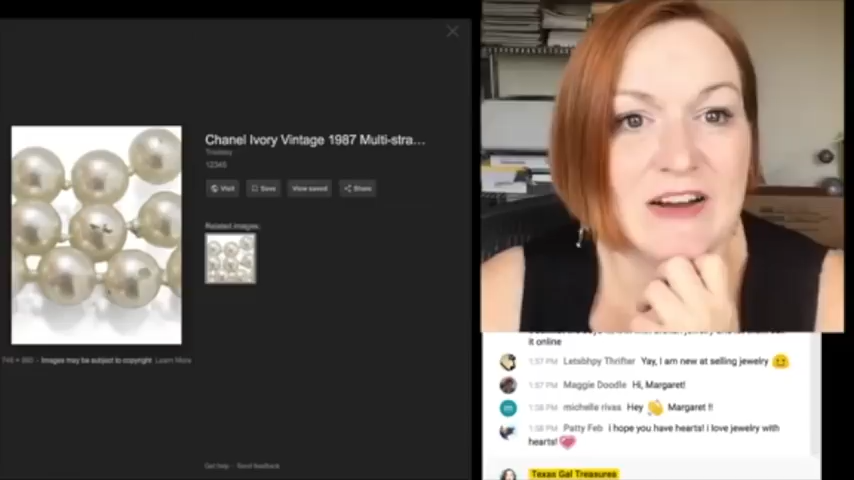 Chanel Ivory Vintage 1987 Multi-stra...
12345
Visit
Save
View saved
Share
Related images:
Images may be subject to copyright Learn More
Get help - Send feedback
it online
1:57 PM Letsbhpy Thrifter Yay, I am new at selling jewelry
1:57 PM Maggie Doodle Hi, Margaret!
1:58 PM michelle rivas Hey 👋 Margaret !!
m
1:58 PM Patty Feb i hope you have hearts! i love jewelry with
hearts!
Texas Gal Treasures